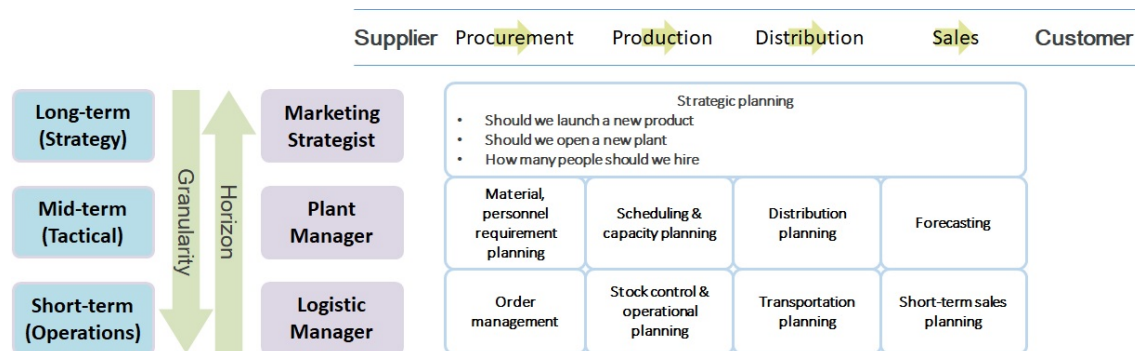 Supplier Procurement Production Distribution Sales Customer
Long-term
(Strategy)
Granularity
Horizon
Marketing
Strategist
Strategic planning
• Should we launch a new product
• Should we open a new plant
• How many people should we hire
Mid-term
(Tactical)
Plant
Manager
Material,
personnel
requirement
planning
Scheduling &
capacity planning
Distribution
planning
Forecasting
Short-term
(Operations)
Logistic
Manager
Order
management
Stock control &
operational
planning
Transportation
planning
Short-term sales
planning